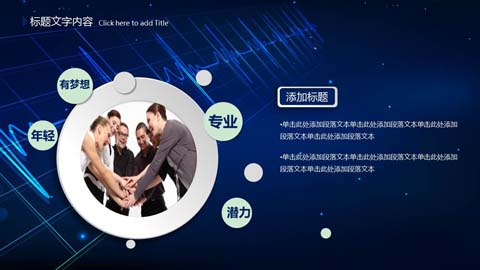 标题文字内容 Click here to add Title
有梦想
年轻
专业
潜力
添加标题
•单击此处添加段落文本单击此处添加段落文本单击此处添加
段落文本单击此处添加段落文本
•单击此处添加段落文本单击此处添加段落文本单击此处添加
段落文本单击此处添加段落文本